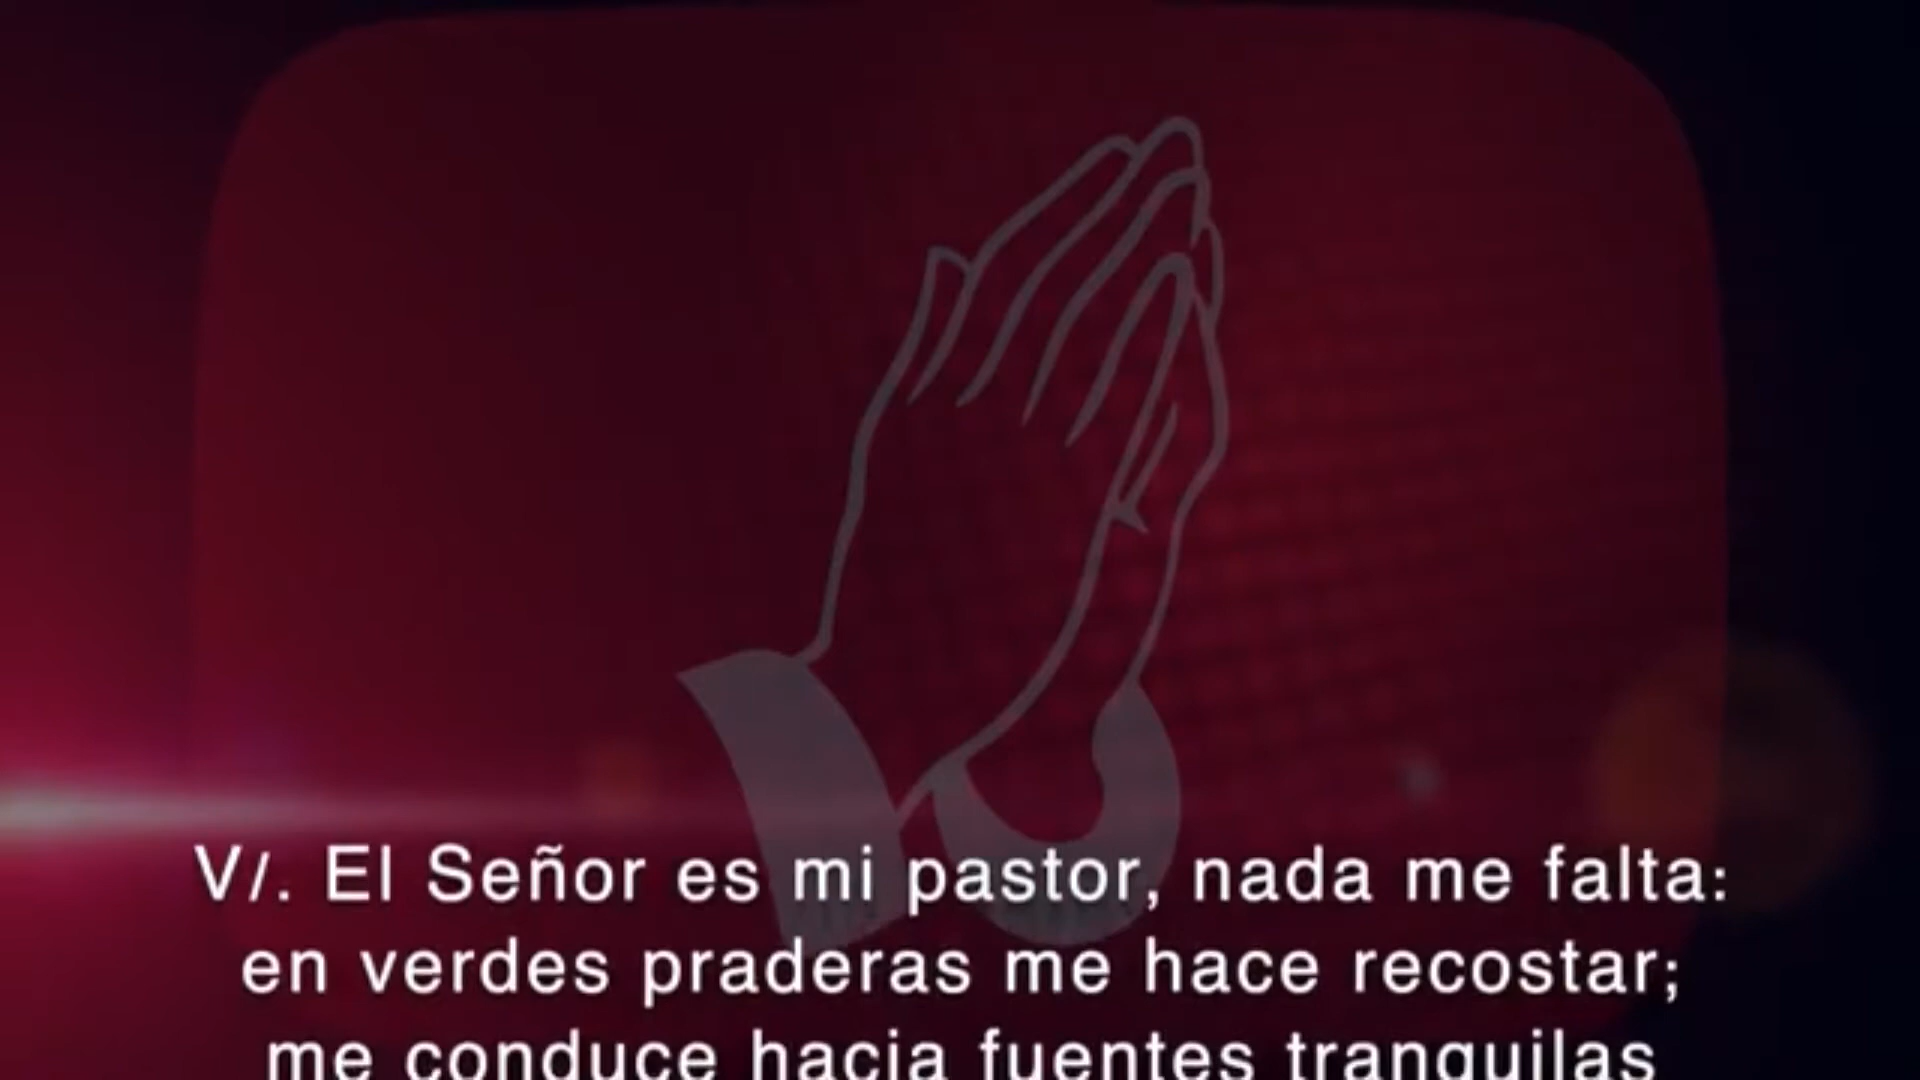 V/. El Señor es mi pastor, nada me falta:
en verdes praderas me hace recostar;
me conduce hacia fuentes tranquilas